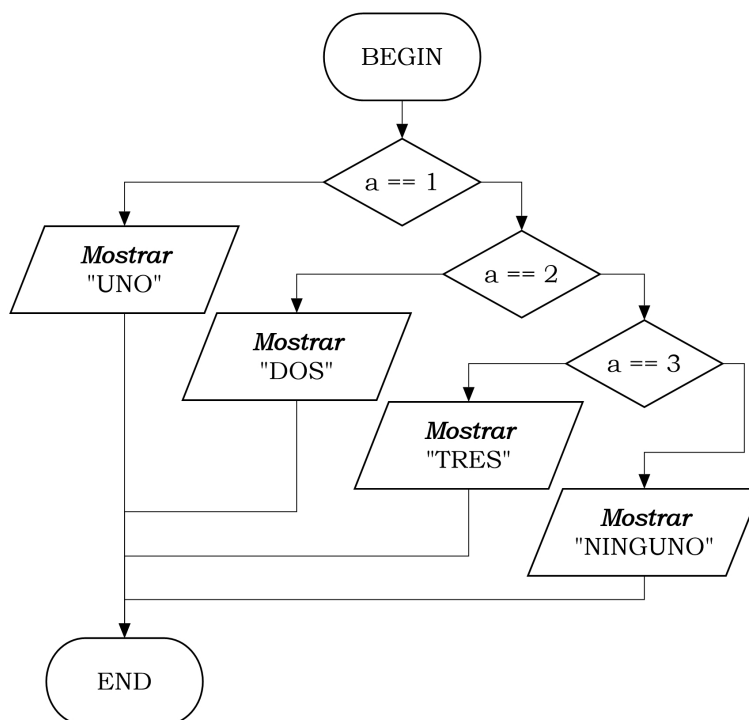 BEGIN
a == 1
Mostrar
"UNO"
a == 2
Mostrar
"DOS"
a == 3
Mostrar
"TRES"
Mostrar
"NINGUNO"
END